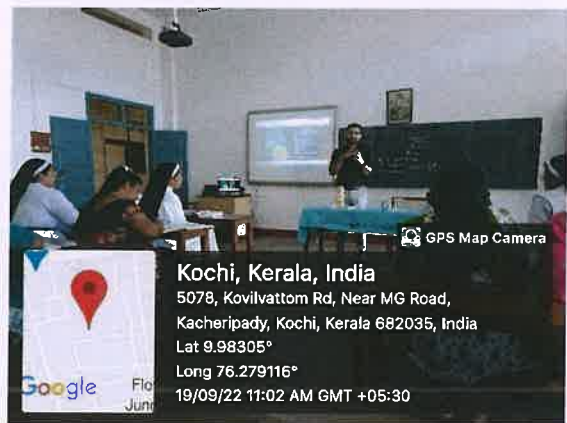 GPS Map Camera
Kochi, Kerala, India
5078, Kovilvattom Rd, Near MG Road,
Kacheripady, Kochi, Kerala 682035, India
Lat 9.98305°
Long 76.279116°
19/09/22 11:02 AM GMT +05:30
Google